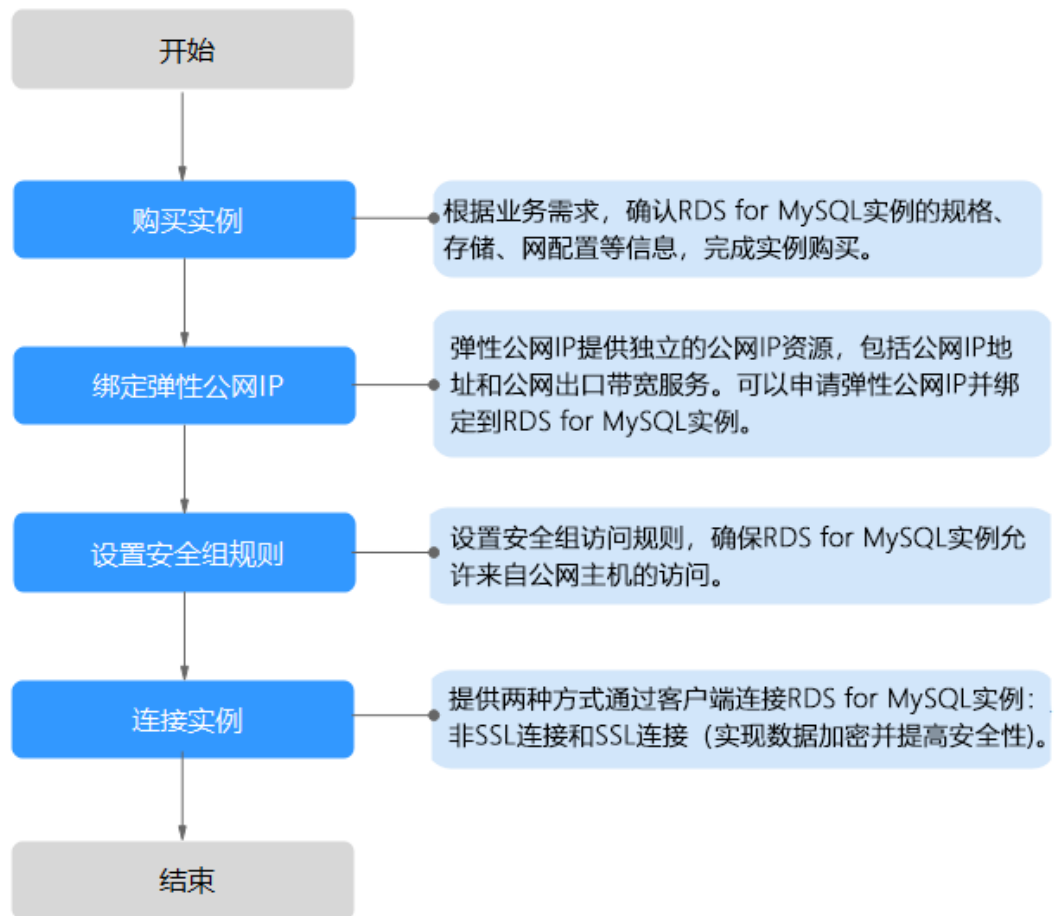 开始
购买实例
根据业务需求，确认RDS for MySQL实例的规格、
存储、网配置等信息，完成实例购买。
绑定弹性公网IP
弹性公网IP提供独立的公网IP资源，包括公网IP地
址和公网出口带宽服务。可以申请弹性公网IP并绑
定到RDS for MySQL实例。
设置安全组规则
设置安全组访问规则，确保RDS for MySQL实例允
许来自公网主机的访问。
连接实例
提供两种方式通过客户端连接RDS for MySQL实例：
非SSL连接和SSL连接（实现数据加密并提高安全性)。
结束